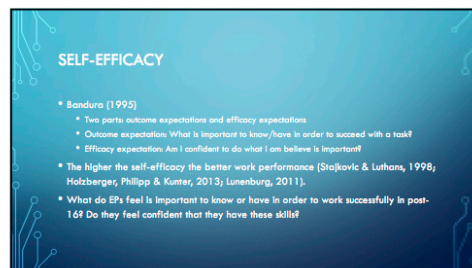 SELF-EFFICACY
• Bandura (1995)
• Two parts: outcome expectations and efficacy expectations
• Outcome expectation: What is important to know/have in order to succeed with a task?
• Efficacy expectation: Am I confident to do what I am believe is important?
• The higher the self-efficacy the better work performance (Stajkovic & Luthans, 1998;
Holzberger, Philipp & Kunter, 2013; Lunenburg, 2011).
• What do EPs feel is important to know or have in order to work successfully in post-
16? Do they feel confident that they have these skills?